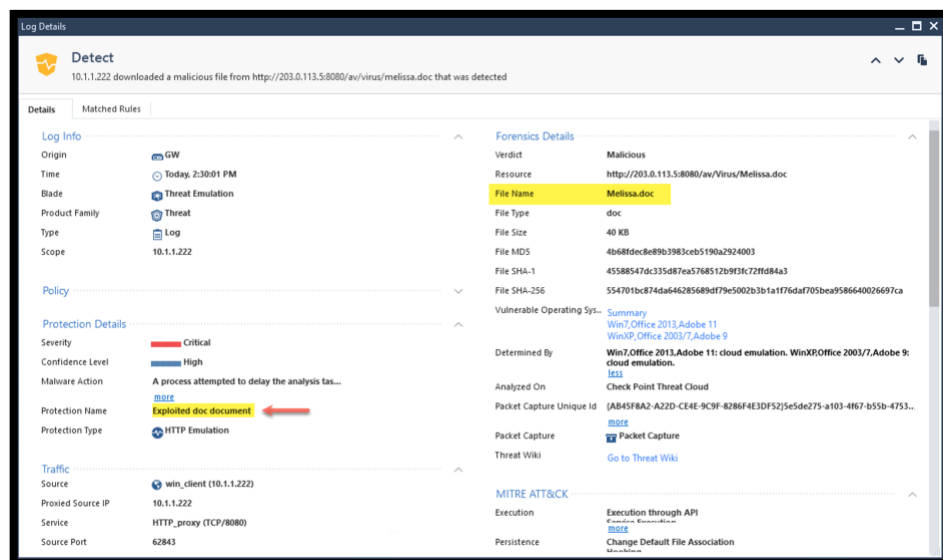 Log Details
Detect
10.1.1.222 downloaded a malicious file from http://203.0.113.5:8080/av/virus/melissa.doc that was detected
Details Matched Rules
Log Info
Origin GW
Time Today, 2:30:01 PM
Blade Threat Emulation
Product Family Threat
Type Log
Scope 10.1.1.222
Policy
Protection Details
Severity Critical
Confidence Level High
Malware Action A process attempted to delay the analysis tas...
more
Protection Name Exploited doc document
Protection Type HTTP Emulation
Traffic
Source win_client (10.1.1.222)
Proxied Source IP 10.1.1.222
Service HTTP_proxy (TCP/8080)
Source Port 62843
Forensics Details
Verdict Malicious
Resource http://203.0.113.5:8080/av/Virus/Melissa.doc
File Name Melissa.doc
File Type doc
File Size 40 KB
File MD5 4b68fdec8e89b3983ceb5190a2924003
File SHA-1 45588547dc335d87ea5768512b9f3fc72ffd84a3
File SHA-256 554701bc874da646285689df79e5002b3b1a1f76daf705bea9586640026697ca
Vulnerable Operating Sys... Summary
Win7,Office 2013,Adobe 11
WinXP,Office 2003/7,Adobe 9
Determined By Win7,Office 2013,Adobe 11: cloud emulation. WinXP,Office 2003/7,Adobe 9:
cloud emulation.
less
Analyzed On Check Point Threat Cloud
Packet Capture Unique Id {AB45F8A2-A22D-CE4E-9C9F-8286F4E3DF52}5e5de275-a103-4f67-b55b-4753...
more
Packet Capture Packet Capture
Threat Wiki Go to Threat Wiki
MITRE ATT&CK
Execution Execution through API
Service Execution
more
Persistence Change Default File Association
Hooking